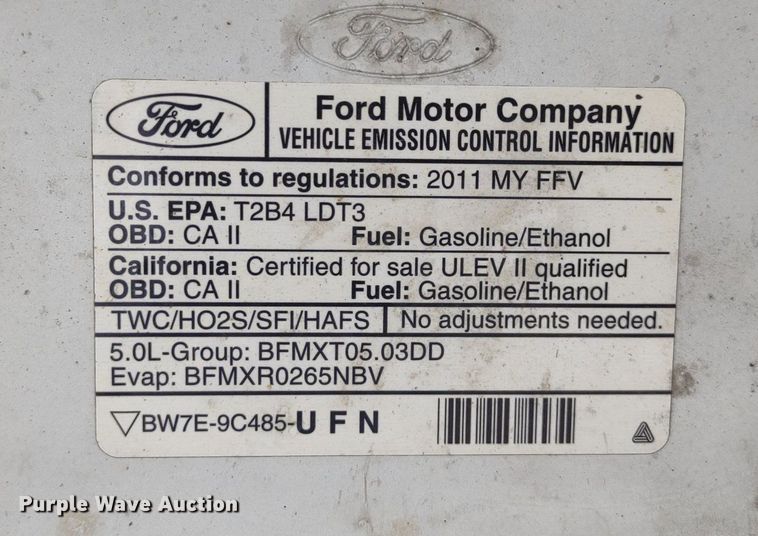 Ford
Ford
Ford Motor Company
VEHICLE EMISSION CONTROL INFORMATION
Conforms to regulations: 2011 MY FFV
U.S. EPA: T2B4 LDT3
OBD: CA II Fuel: Gasoline/Ethanol
California: Certified for sale ULEV II qualified
OBD: CA II Fuel: Gasoline/Ethanol
TWC/HO2S/SFI/HAFS No adjustments needed.
5.0L-Group: BFMXT05.03DD
Evap: BFMXR0265NBV
BW7E-9C485-U F N
Purple Wave Auction